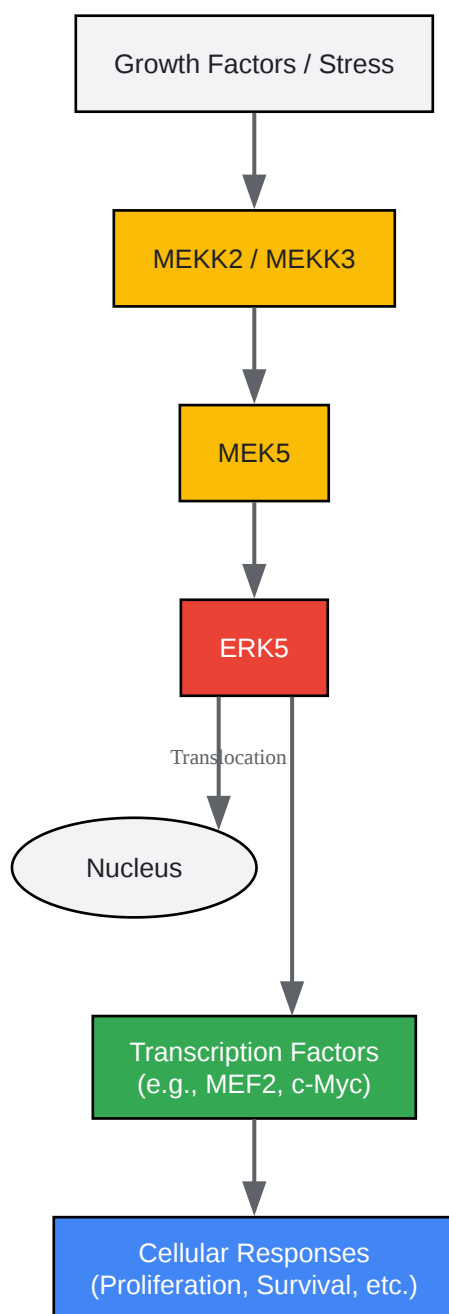 Growth Factors / Stress
MEKK2 / MEKK3
MEK5
ERK5
Translocation
Nucleus
Transcription Factors
(e.g., MEF2, c-Myc)
Cellular Responses
(Proliferation, Survival, etc.)